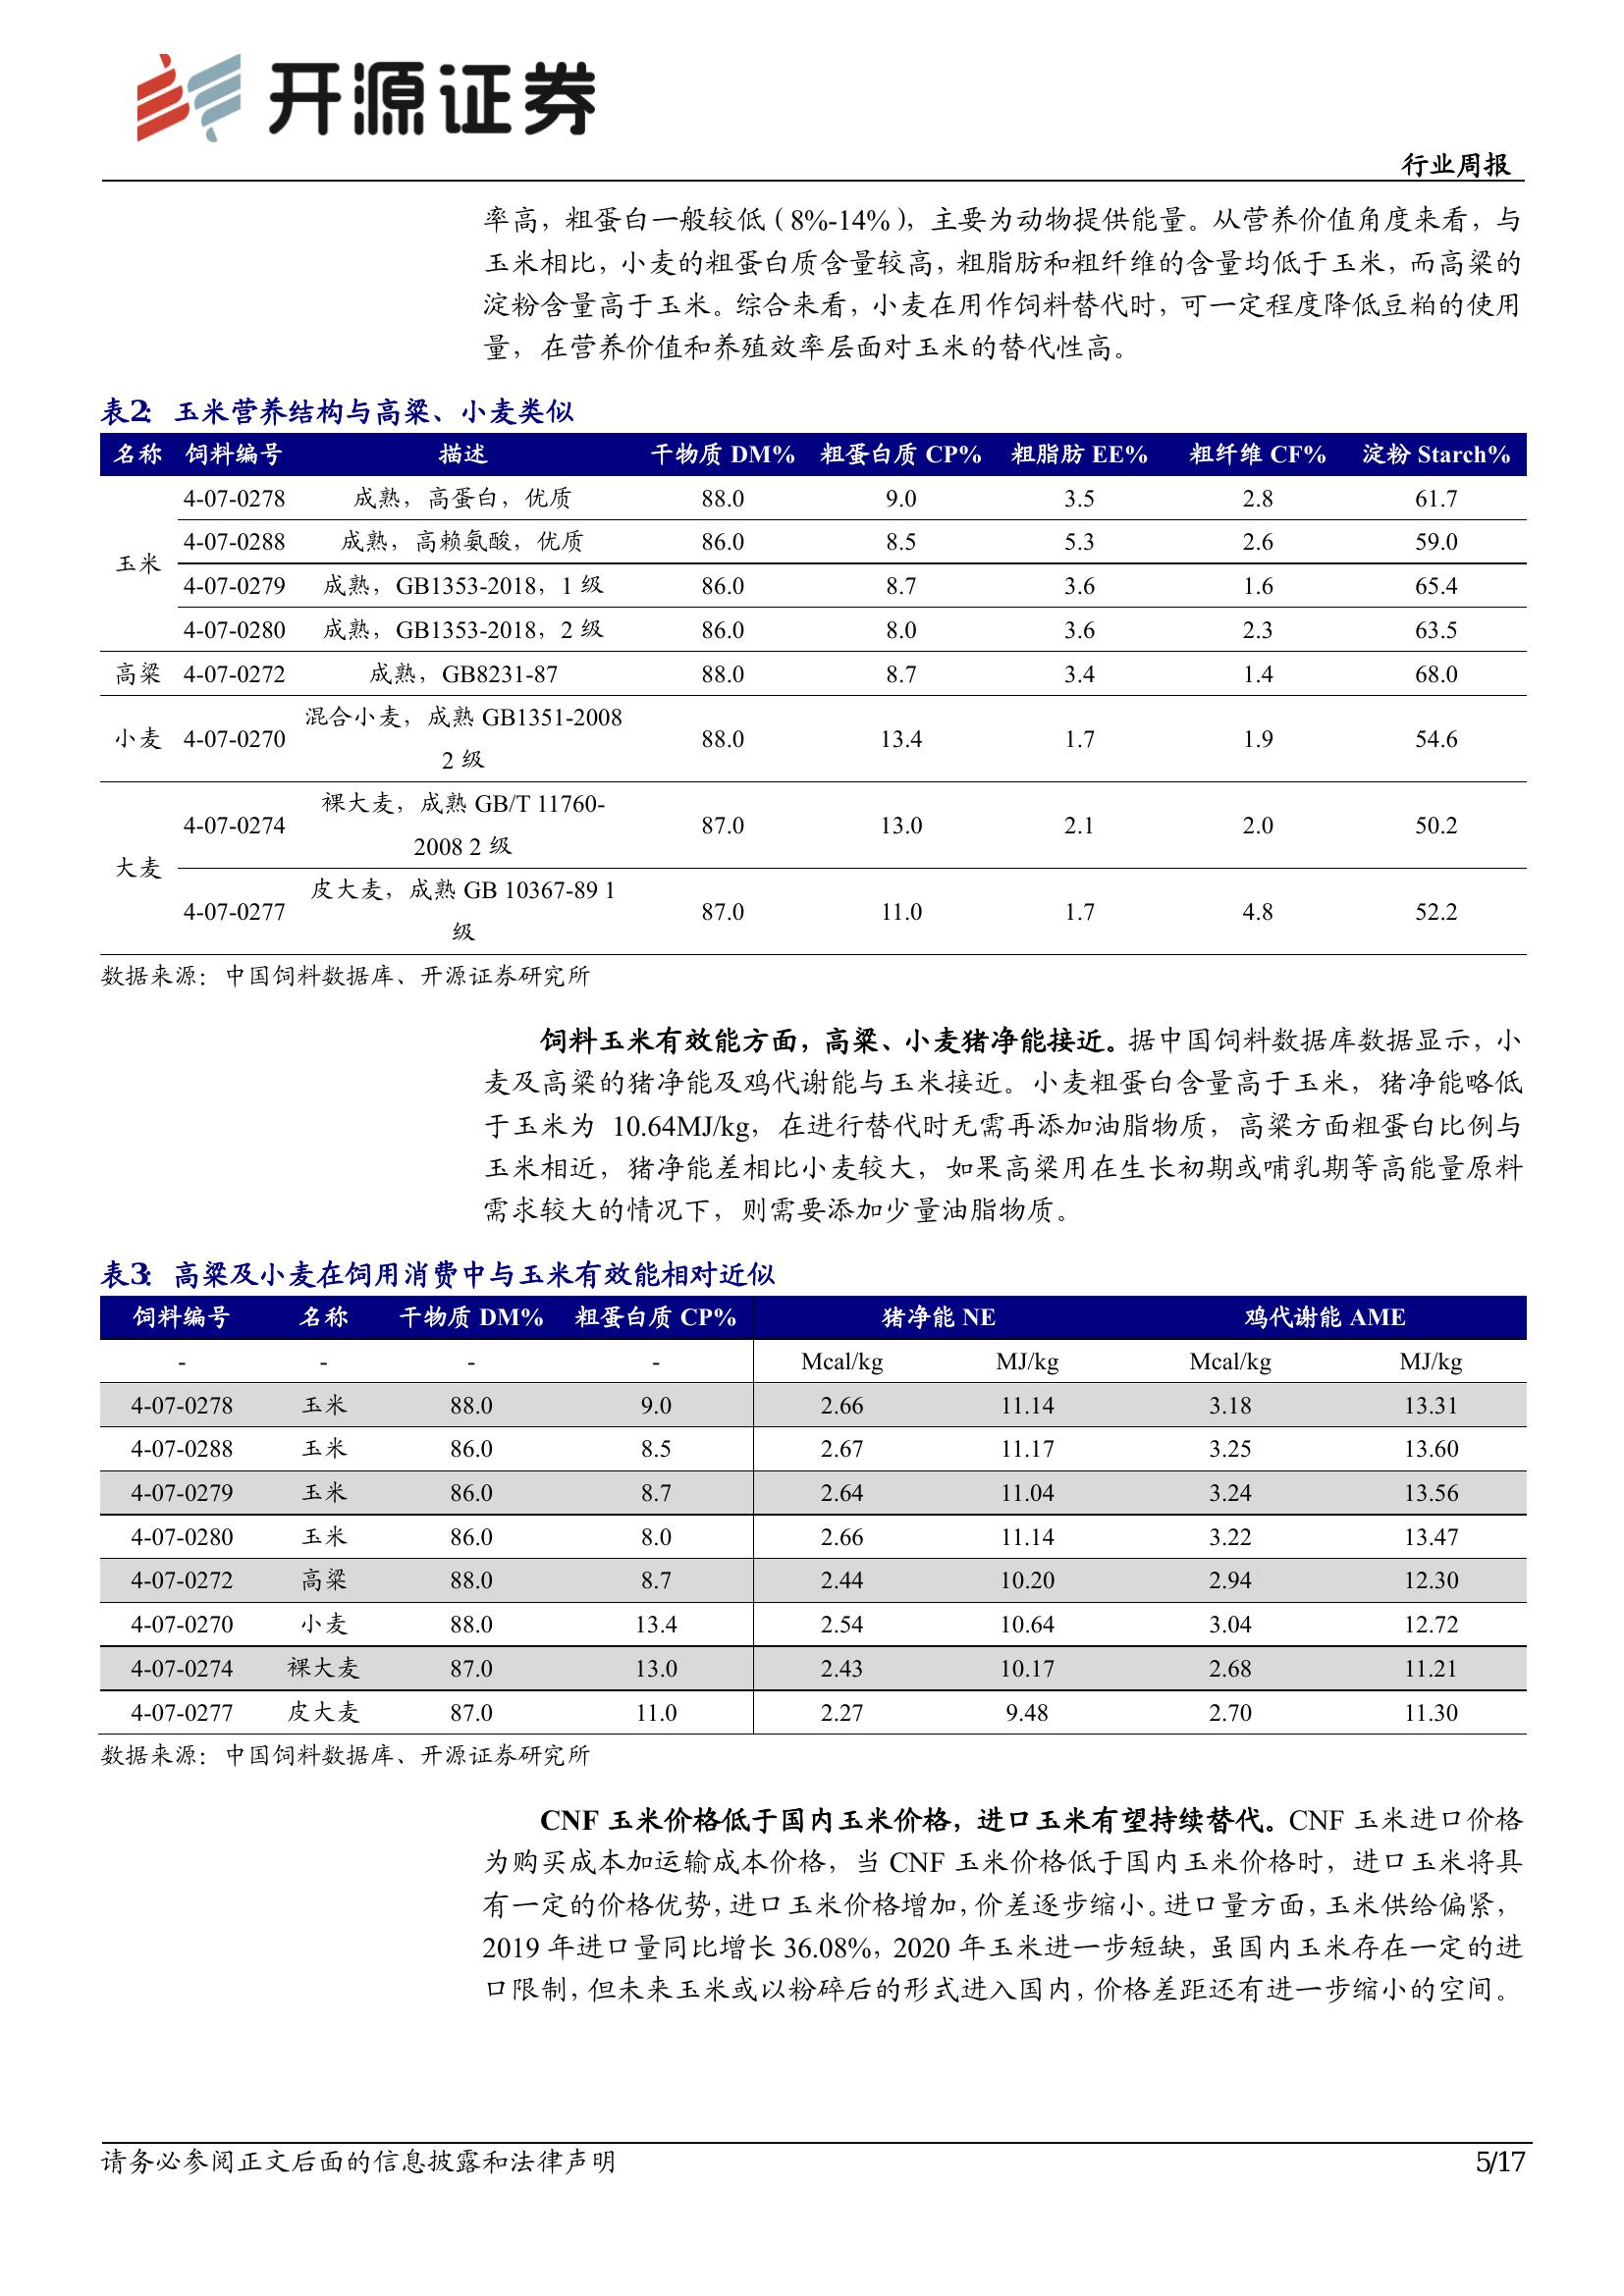 开源证券
行业周报
率高，粗蛋白一般较低（8%-14%），主要为动物提供能量。从营养价值角度来看，与
玉米相比，小麦的粗蛋白质含量较高，粗脂肪和粗纤维的含量均低于玉米，而高粱的
淀粉含量高于玉米。综合来看，小麦在用作饲料替代时，可一定程度降低豆粕的使用
量，在营养价值和养殖效率层面对玉米的替代性高。
表2： 玉米营养结构与高粱、小麦类似
名称 饲料编号 描述 干物质 DM% 粗蛋白质 CP% 粗脂肪 EE% 粗纤维 CF% 淀粉 Starch%
4-07-0278 成熟，高蛋白，优质 88.0 9.0 3.5 2.8 61.7
4-07-0288 成熟，高赖氨酸，优质 86.0 8.5 5.3 2.6 59.0
玉米
4-07-0279 成熟，GB1353-2018，1 级 86.0 8.7 3.6 1.6 65.4
4-07-0280 成熟，GB1353-2018，2 级 86.0 8.0 3.6 2.3 63.5
高粱 4-07-0272 成熟，GB8231-87 88.0 8.7 3.4 1.4 68.0
混合小麦，成熟 GB1351-2008
小麦 4-07-0270 88.0 13.4 1.7 1.9 54.6
2 级
裸大麦，成熟 GB/T 11760-
4-07-0274 87.0 13.0 2.1 2.0 50.2
2008 2 级
大麦
皮大麦，成熟 GB 10367-89 1
4-07-0277 87.0 11.0 1.7 4.8 52.2
级
数据来源：中国饲料数据库、开源证券研究所
饲料玉米有效能方面，高粱、小麦猪净能接近。据中国饲料数据库数据显示，小
麦及高粱的猪净能及鸡代谢能与玉米接近。小麦粗蛋白含量高于玉米，猪净能略低
于玉米为 10.64MJ/kg，在进行替代时无需再添加油脂物质，高粱方面粗蛋白比例与
玉米相近，猪净能差相比小麦较大，如果高粱用在生长初期或哺乳期等高能量原料
需求较大的情况下，则需要添加少量油脂物质。
表3： 高粱及小麦在饲用消费中与玉米有效能相对近似
饲料编号 名称 干物质 DM% 粗蛋白质 CP% 猪净能 NE 鸡代谢能 AME
- - - - Mcal/kg MJ/kg Mcal/kg MJ/kg
4-07-0278 玉米 88.0 9.0 2.66 11.14 3.18 13.31
4-07-0288 玉米 86.0 8.5 2.67 11.17 3.25 13.60
4-07-0279 玉米 86.0 8.7 2.64 11.04 3.24 13.56
4-07-0280 玉米 86.0 8.0 2.66 11.14 3.22 13.47
4-07-0272 高粱 88.0 8.7 2.44 10.20 2.94 12.30
4-07-0270 小麦 88.0 13.4 2.54 10.64 3.04 12.72
4-07-0274 裸大麦 87.0 13.0 2.43 10.17 2.68 11.21
4-07-0277 皮大麦 87.0 11.0 2.27 9.48 2.70 11.30
数据来源：中国饲料数据库、开源证券研究所
CNF 玉米价格低于国内玉米价格，进口玉米有望持续替代。CNF 玉米进口价格
为购买成本加运输成本价格，当 CNF 玉米价格低于国内玉米价格时，进口玉米将具
有一定的价格优势，进口玉米价格增加，价差逐步缩小。进口量方面，玉米供给偏紧，
2019 年进口量同比增长 36.08%，2020 年玉米进一步短缺，虽国内玉米存在一定的进
口限制，但未来玉米或以粉碎后的形式进入国内，价格差距还有进一步缩小的空间。
请务必参阅正文后面的信息披露和法律声明 5/17